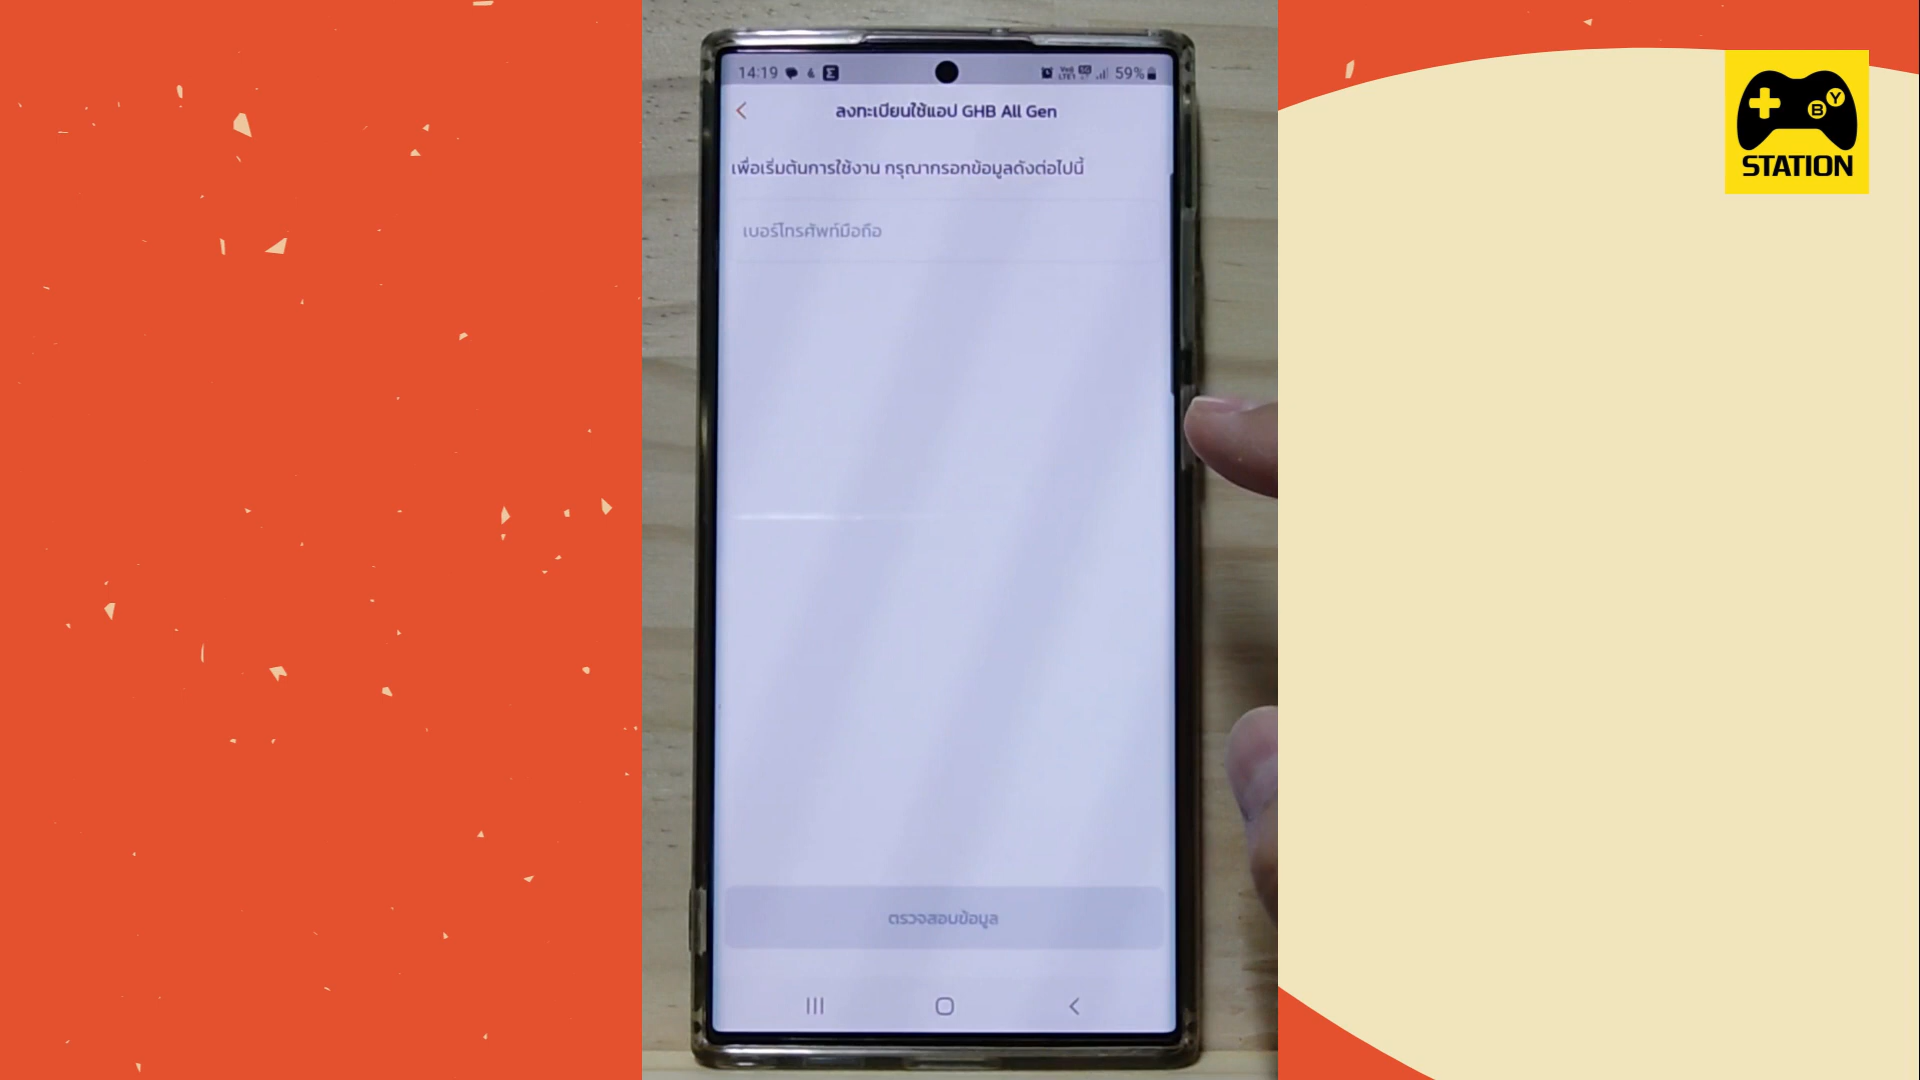 14:19
59%
ลงทะเบียนใช้แอป GHB All Gen
เพื่อเริ่มต้นการใช้งาน กรุณากรอกข้อมูลดังต่อไปนี้
เบอร์โทรศัพท์มือถือ
ตรวจสอบข้อมูล
B Y
STATION